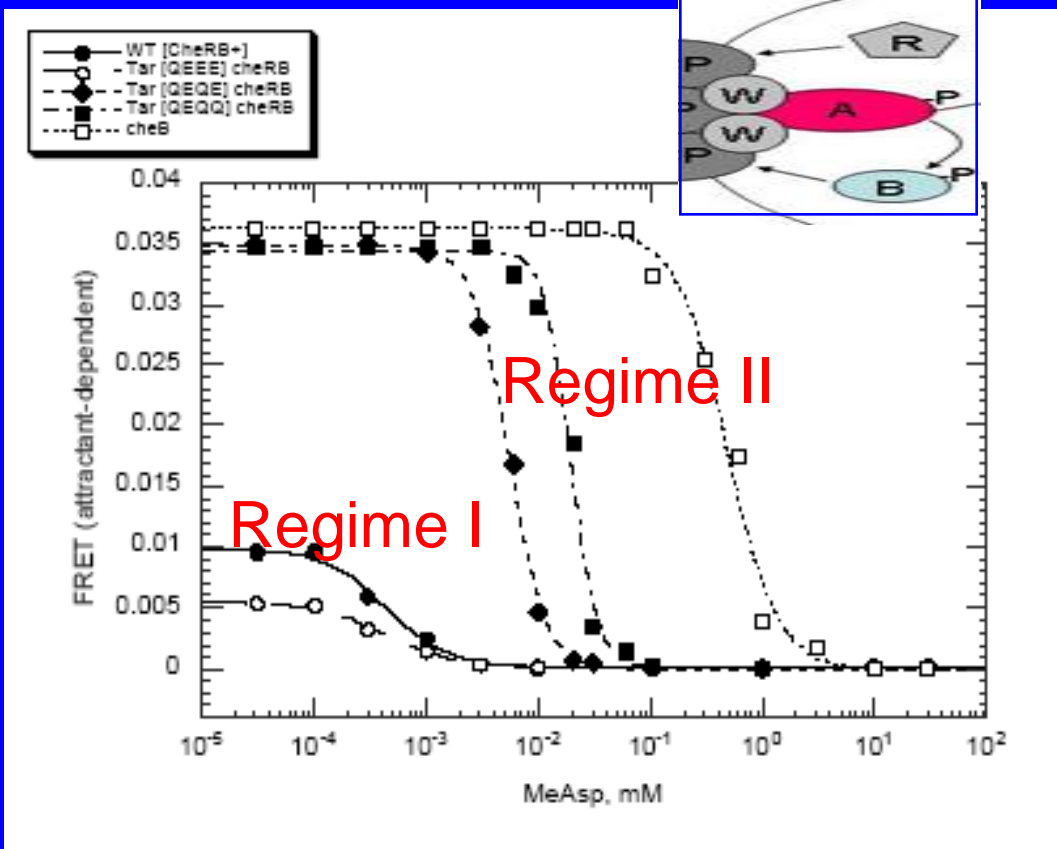 WT [CheRB+]
Tar [QEEE] cheRB
Tar [QEQE] cheRB
Tar [QEQQ] cheRB
cheB
P
P
P
W
W
A
R
B
P
P
0.04
0.035
0.03
0.025
0.02
0.015
0.01
0.005
0
FRET (attractant-dependent)
Regime I
Regime II
10⁻⁵ 10⁻⁴ 10⁻³ 10⁻² 10⁻¹ 10⁰ 10¹ 10²
MeAsp, mM